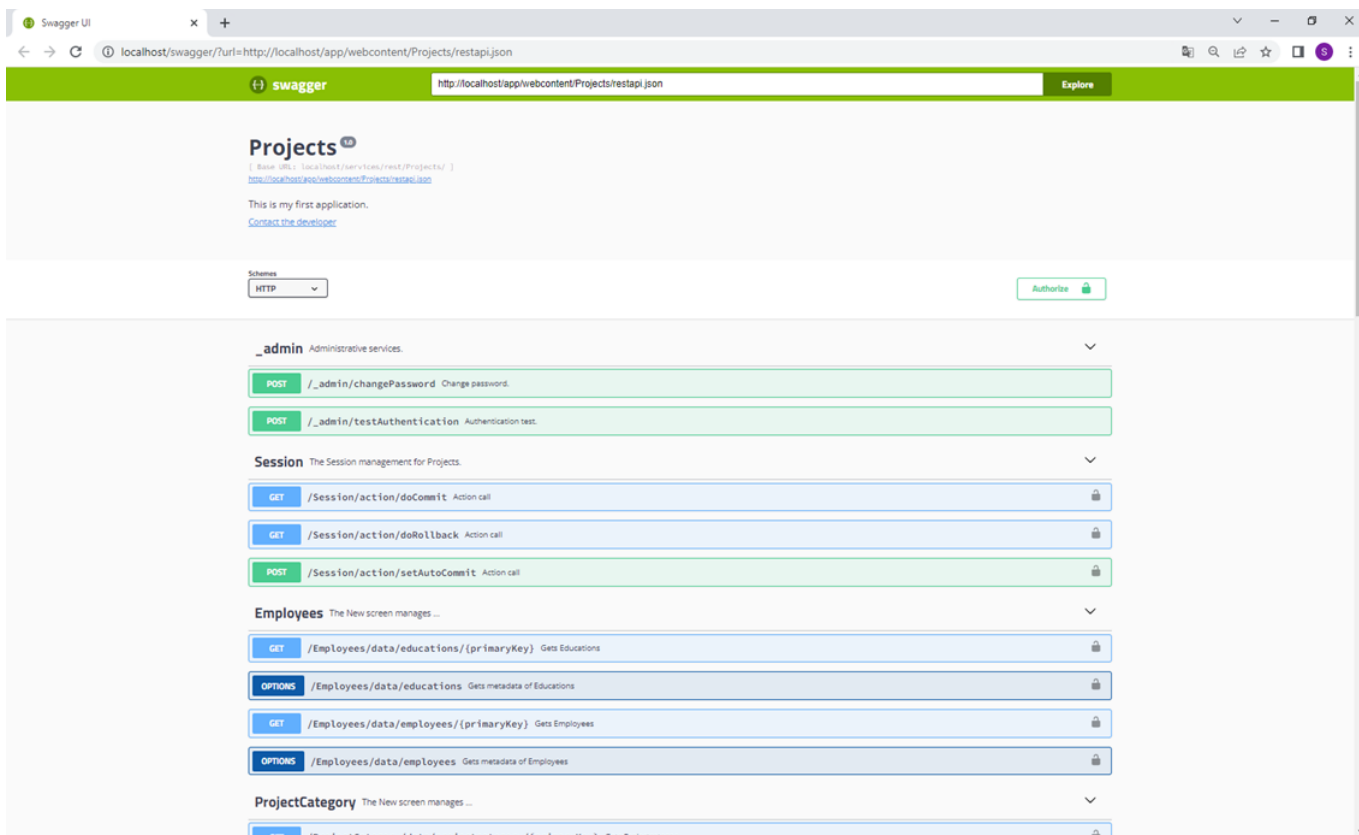 Swagger UI
localhost/swagger/?url=http://localhost/app/webcontent/Projects/restapi.json
S
swagger http://localhost/app/webcontent/Projects/restapi.json Explore
Projects 1.0
[ Base URL: localhost/services/rest/Projects/ ]
http://localhost/app/webcontent/Projects/restapi.json
This is my first application.
Contact the developer
Schemes
HTTP Authorize
_admin Administrative services.
POST /_admin/changePassword Change password.
POST /_admin/testAuthentication Authentication test.
Session The Session management for Projects.
GET /Session/action/doCommit Action call
GET /Session/action/doRollback Action call
POST /Session/action/setAutoCommit Action call
Employees The New screen manages ...
GET /Employees/data/educations/{primaryKey} Gets Educations
OPTIONS /Employees/data/educations Gets metadata of Educations
GET /Employees/data/employees/{primaryKey} Gets Employees
OPTIONS /Employees/data/employees Gets metadata of Employees
ProjectCategory The New screen manages ...